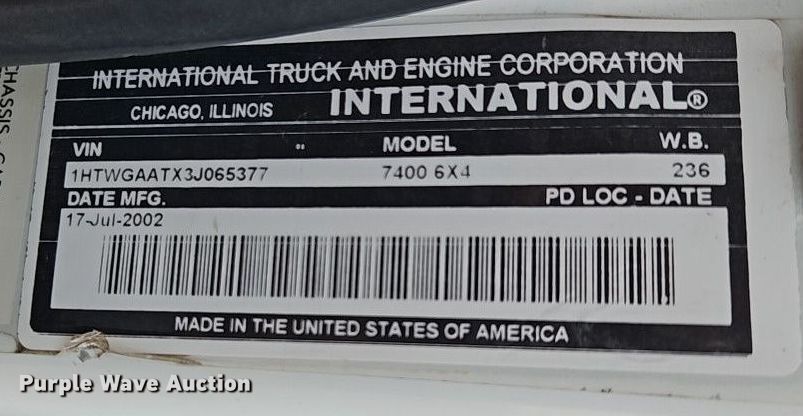 INTERNATIONAL TRUCK AND ENGINE CORPORATION
CHICAGO, ILLINOIS INTERNATIONAL®
VIN MODEL W.B.
1HTWGAATX3J065377 7400 6X4 236
DATE MFG. PD LOC - DATE
17-Jul-2002
MADE IN THE UNITED STATES OF AMERICA
CHASSIS
Purple Wave Auction